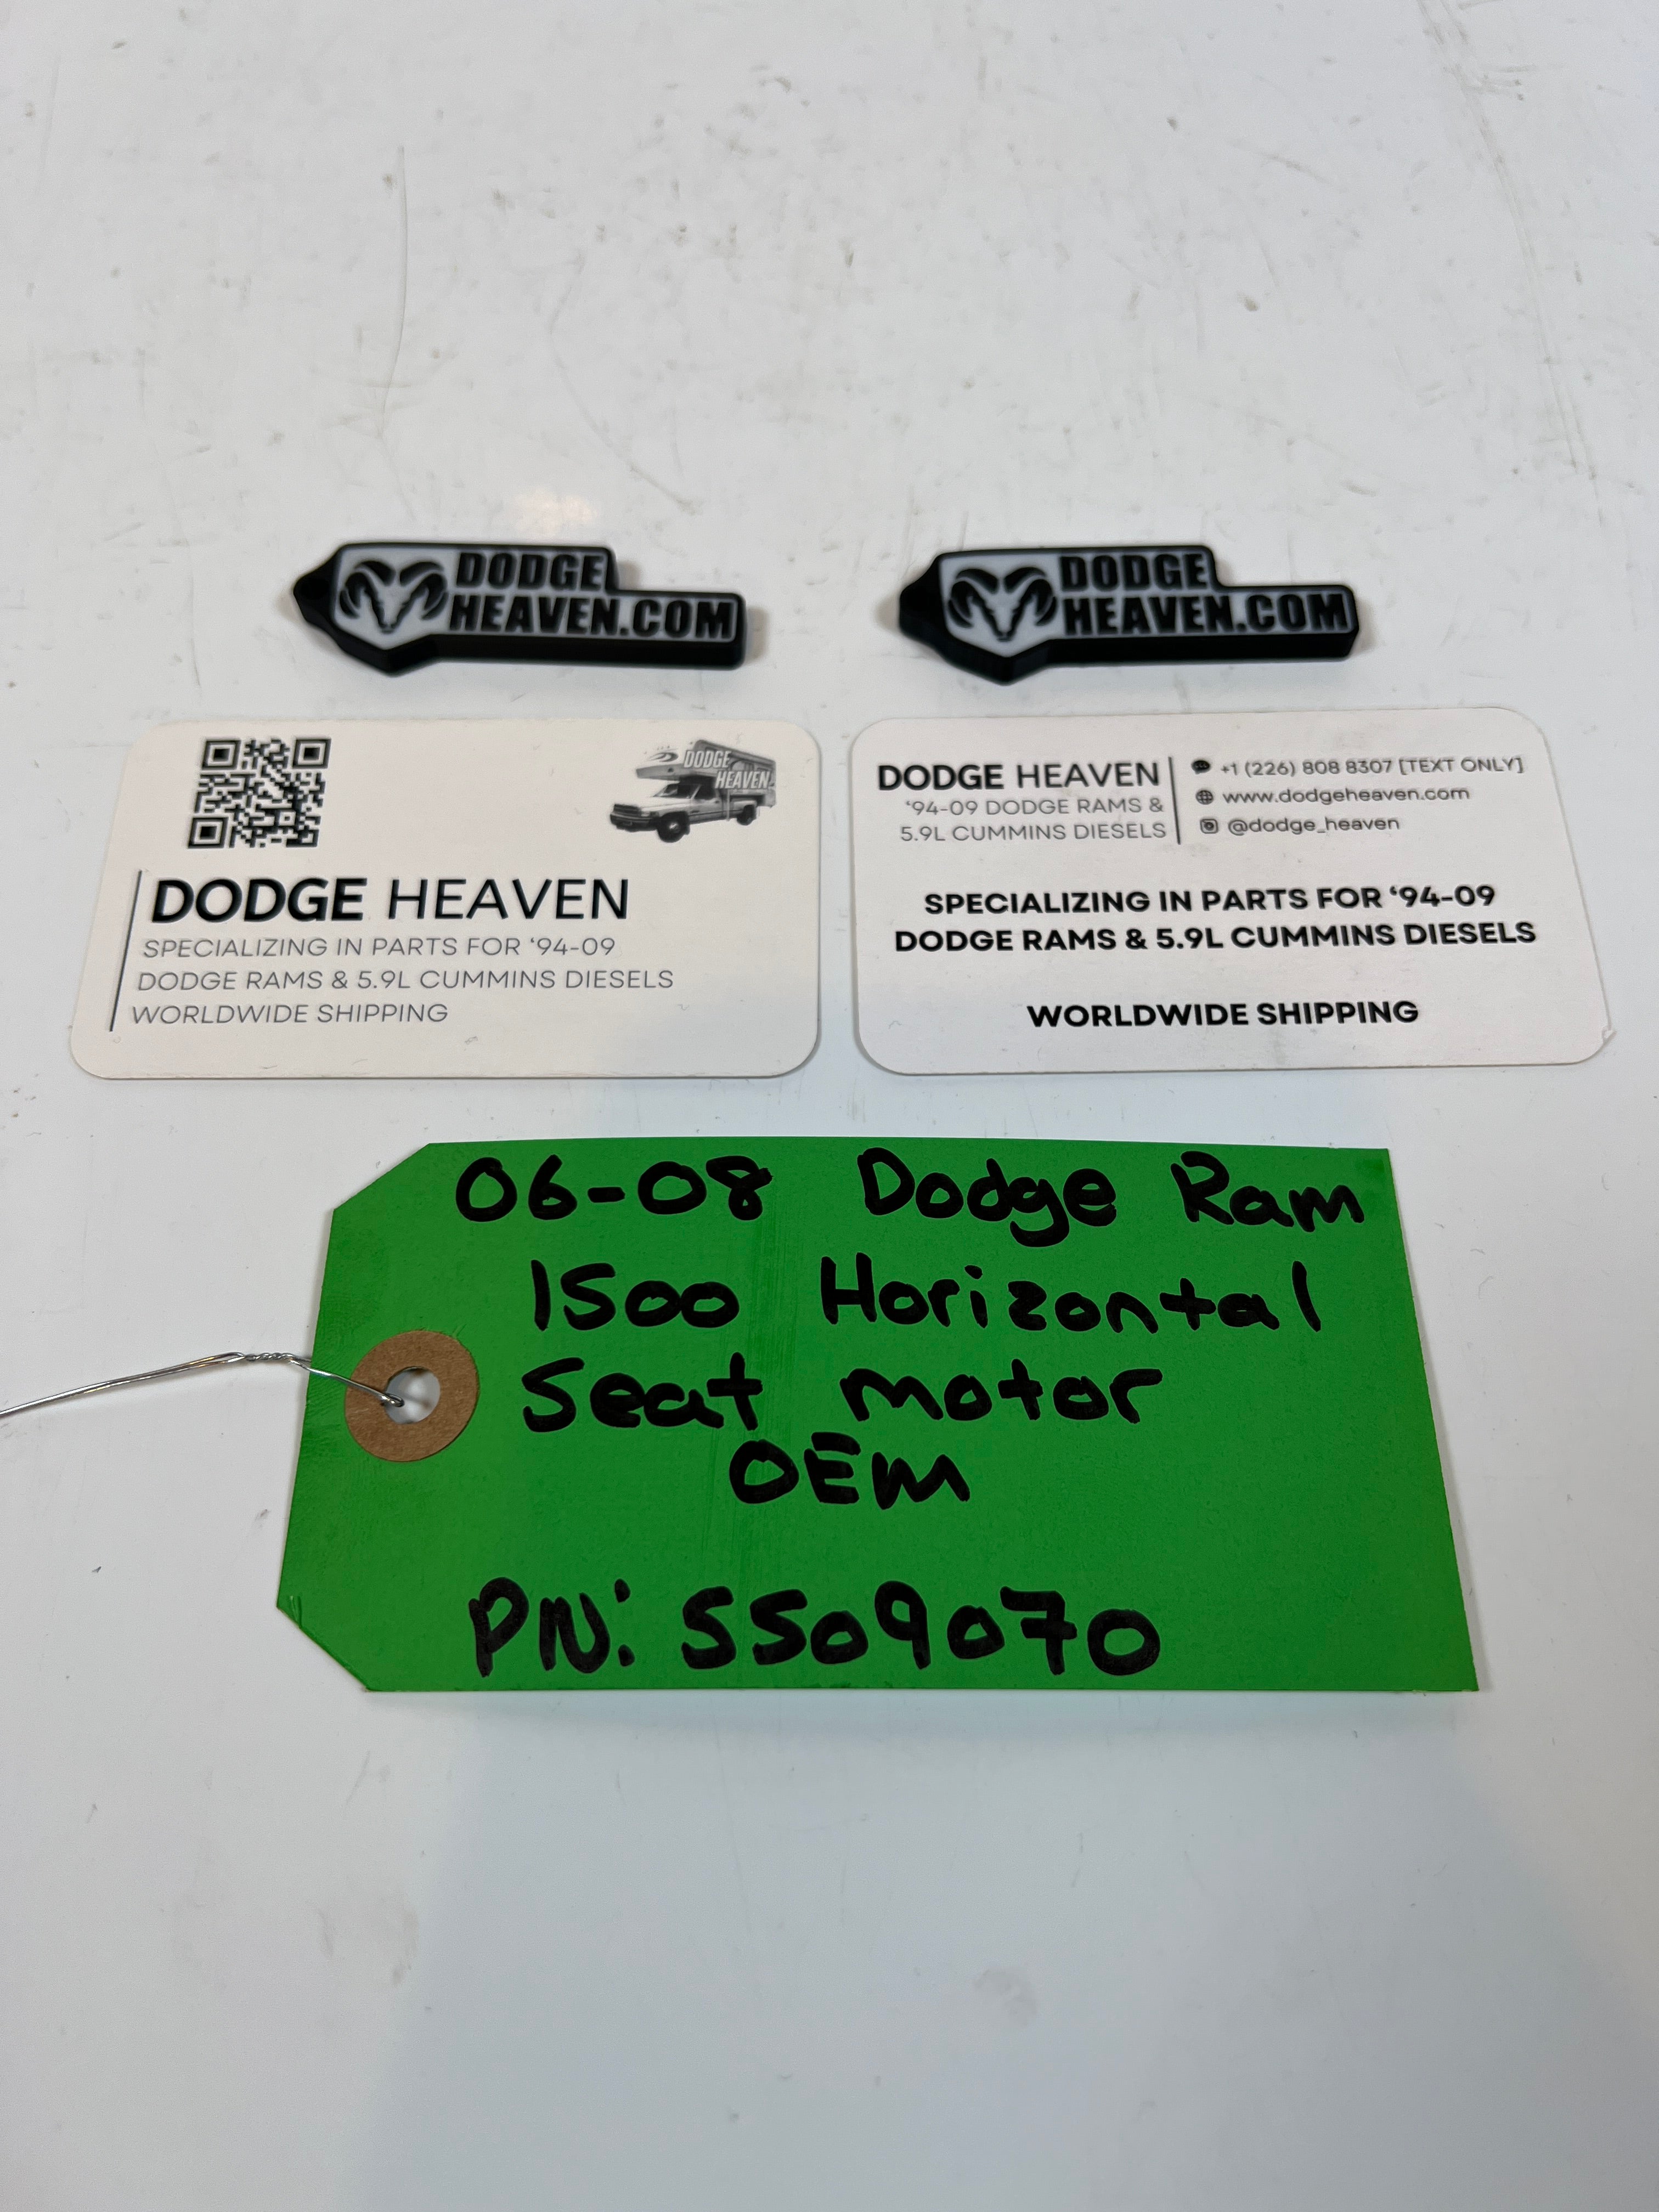 DODGE
HEAVEN.COM
DODGE
HEAVEN.COM
DODGE
HEAVEN
DODGE HEAVEN
SPECIALIZING IN PARTS FOR ‘94-09
DODGE RAMS & 5.9L CUMMINS DIESELS
WORLDWIDE SHIPPING
DODGE HEAVEN
‘94-09 DODGE RAMS &
5.9L CUMMINS DIESELS
+1 (226) 808 8307 [TEXT ONLY]
www.dodgeheaven.com
@dodge_heaven
SPECIALIZING IN PARTS FOR ‘94-09
DODGE RAMS & 5.9L CUMMINS DIESELS
WORLDWIDE SHIPPING
06-08 Dodge Ram
1500 Horizontal
Seat motor
OEM
PN: 5509070